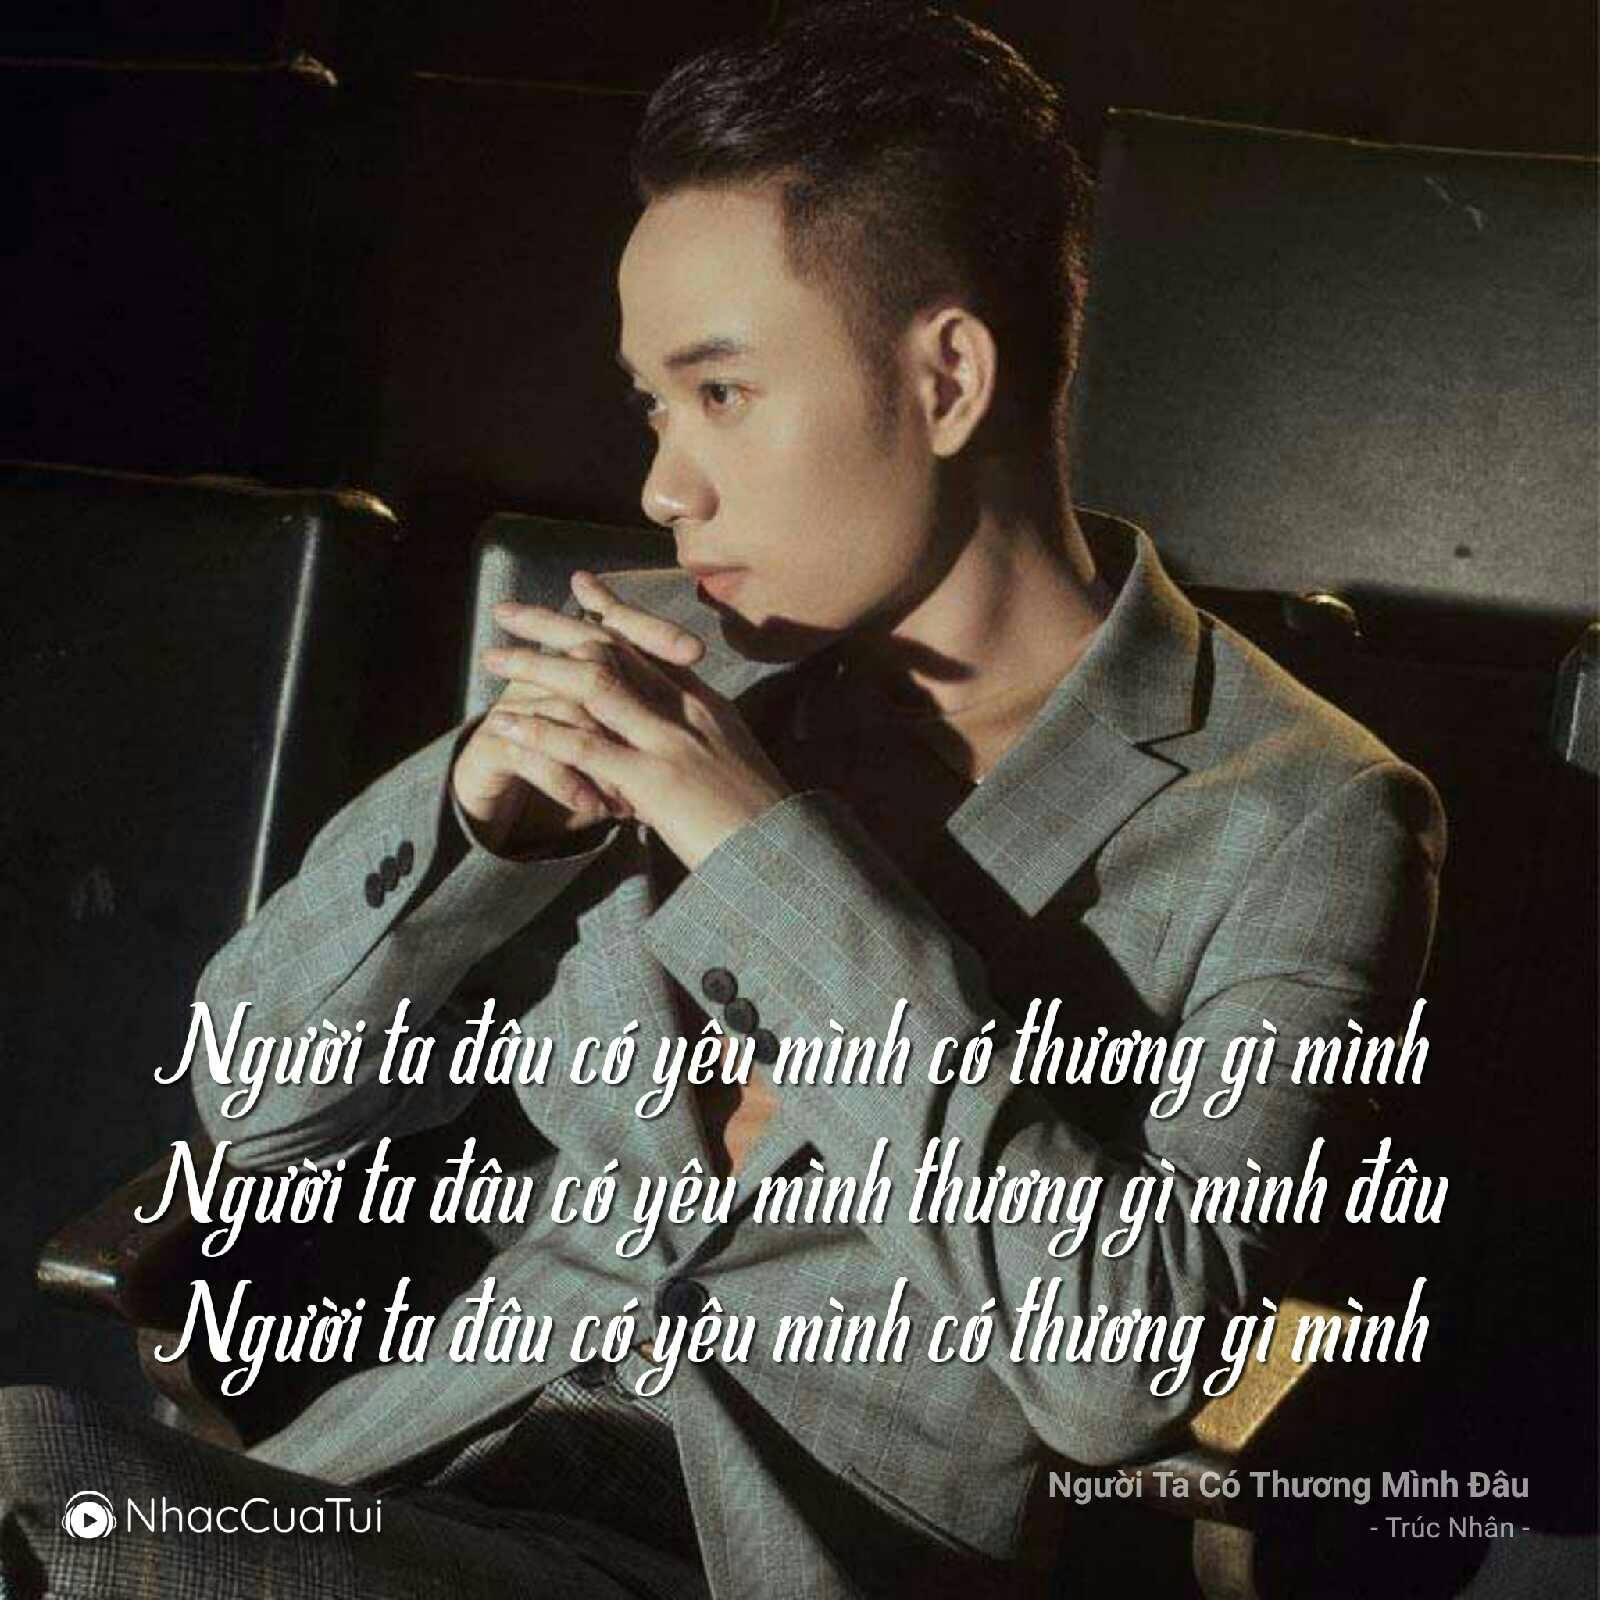 Người ta đâu có yêu mình có thương gì mình
Người ta đâu có yêu mình thương gì mình đâu
Người ta đâu có yêu mình có thương gì mình
Người Ta Có Thương Mình Đâu
- Trúc Nhân -
NhacCuaTui